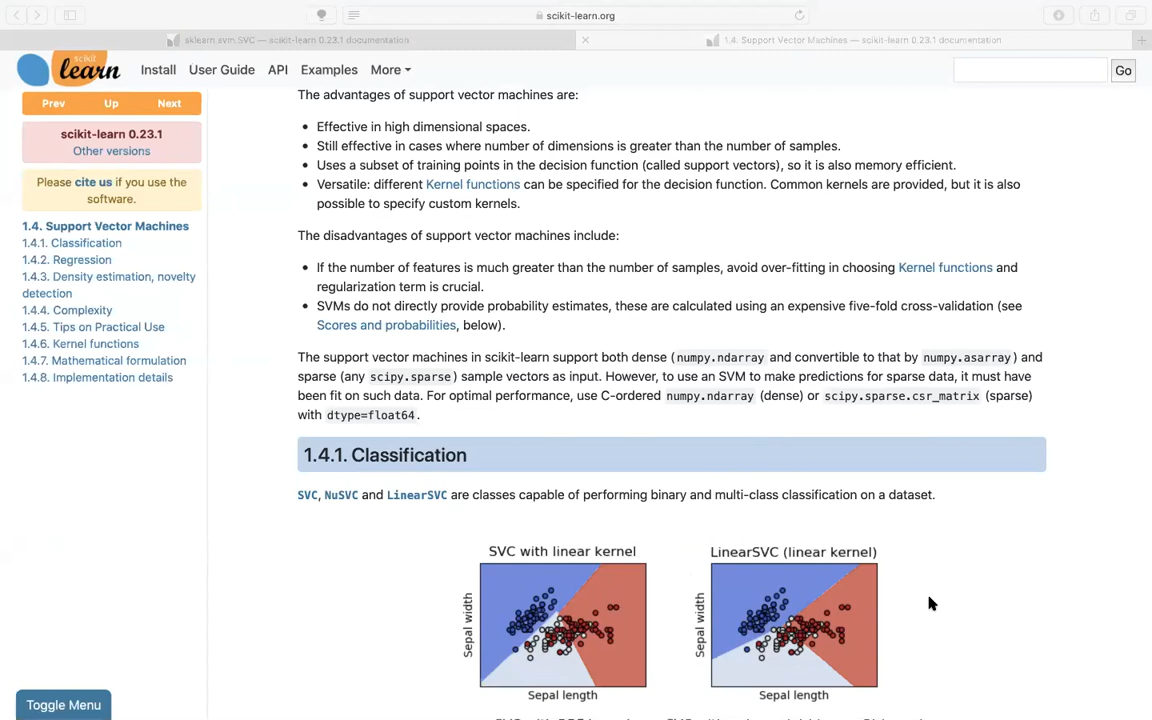 scikit-learn.org
sklearn.svm.SVC — scikit-learn 0.23.1 documentation
1.4. Support Vector Machines — scikit-learn 0.23.1 documentation
scikit
learn
Install User Guide API Examples More
Go
Prev Up Next
scikit-learn 0.23.1
Other versions
Please cite us if you use the
software.
1.4. Support Vector Machines
1.4.1. Classification
1.4.2. Regression
1.4.3. Density estimation, novelty
detection
1.4.4. Complexity
1.4.5. Tips on Practical Use
1.4.6. Kernel functions
1.4.7. Mathematical formulation
1.4.8. Implementation details
Toggle Menu
The advantages of support vector machines are:
• Effective in high dimensional spaces.
• Still effective in cases where number of dimensions is greater than the number of samples.
• Uses a subset of training points in the decision function (called support vectors), so it is also memory efficient.
• Versatile: different Kernel functions can be specified for the decision function. Common kernels are provided, but it is also
possible to specify custom kernels.
The disadvantages of support vector machines include:
• If the number of features is much greater than the number of samples, avoid over-fitting in choosing Kernel functions and
regularization term is crucial.
• SVMs do not directly provide probability estimates, these are calculated using an expensive five-fold cross-validation (see
Scores and probabilities, below).
The support vector machines in scikit-learn support both dense (numpy.ndarray and convertible to that by numpy.asarray) and
sparse (any scipy.sparse) sample vectors as input. However, to use an SVM to make predictions for sparse data, it must have
been fit on such data. For optimal performance, use C-ordered numpy.ndarray (dense) or scipy.sparse.csr_matrix (sparse)
with dtype=float64.
1.4.1. Classification
SVC, NuSVC and LinearSVC are classes capable of performing binary and multi-class classification on a dataset.
SVC with linear kernel
Sepal width
Sepal length
LinearSVC (linear kernel)
Sepal width
Sepal length